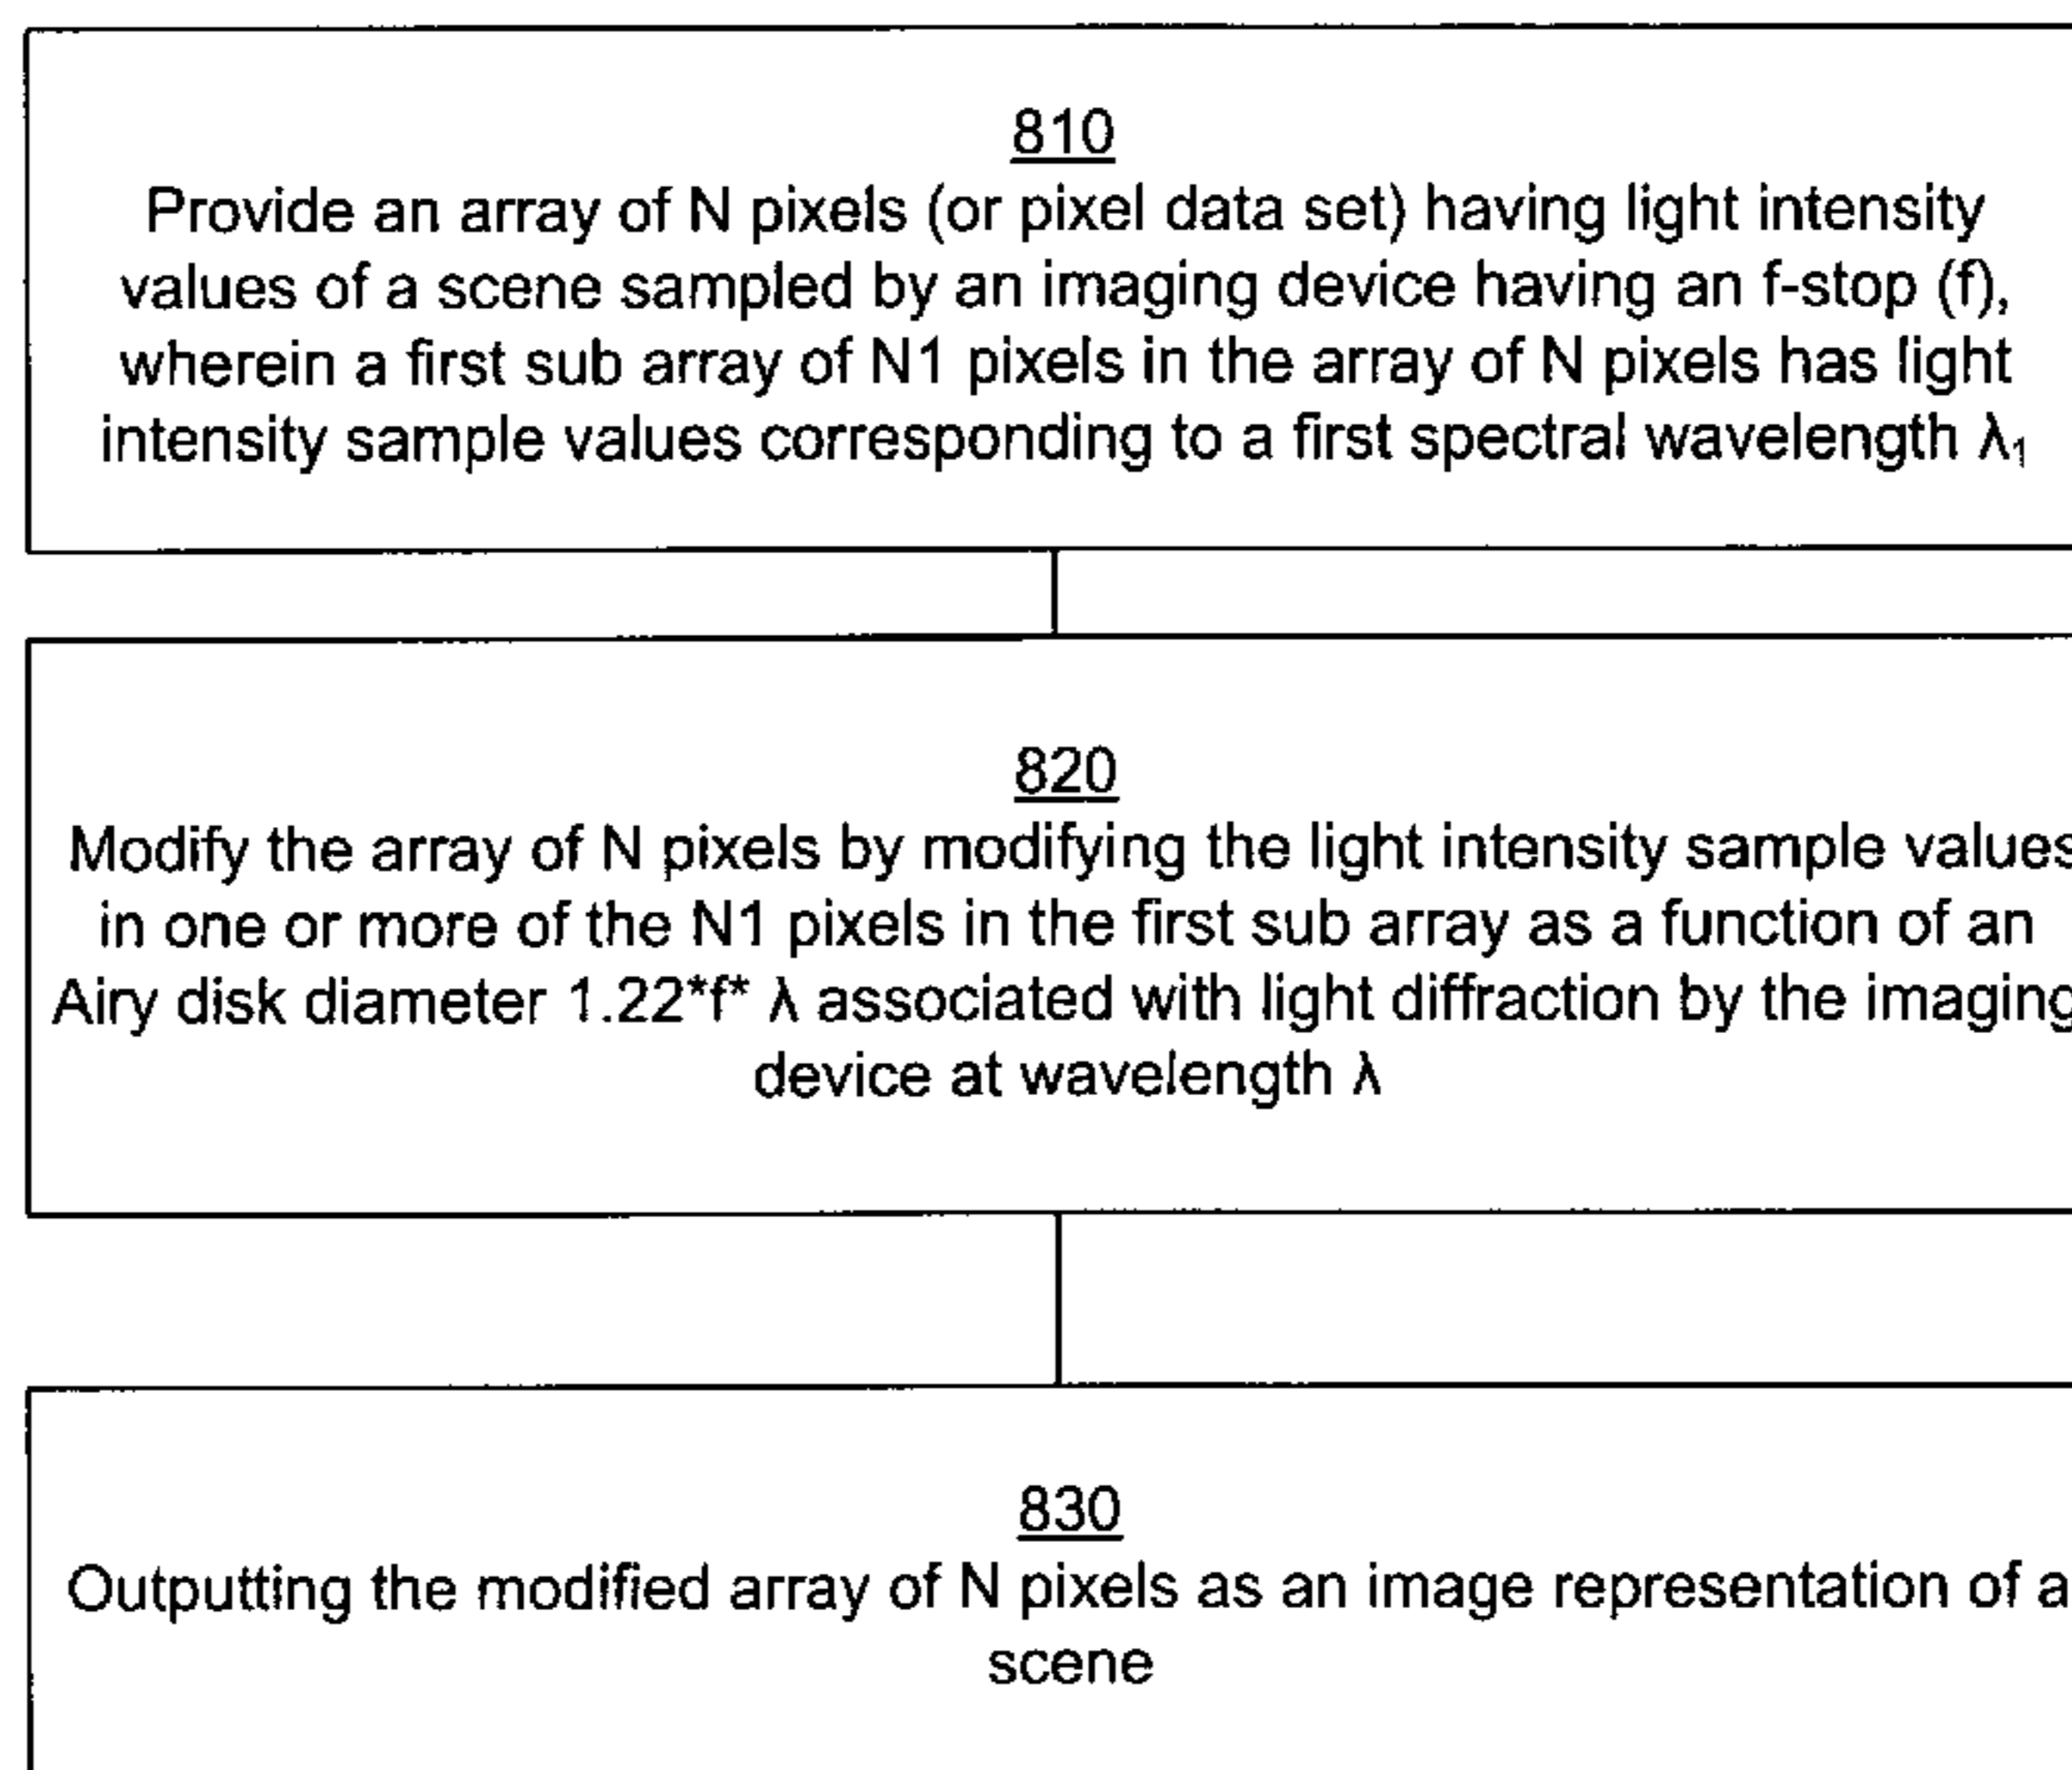 810
Provide an array of N pixels (or pixel data set) having light intensity
values of a scene sampled by an imaging device having an f-stop (f),
wherein a first sub array of N1 pixels in the array of N pixels has light
intensity sample values corresponding to a first spectral wavelength λ₁
820
Modify the array of N pixels by modifying the light intensity sample values
in one or more of the N1 pixels in the first sub array as a function of an
Airy disk diameter 1.22*f* λ associated with light diffraction by the imaging
device at wavelength λ
830
Outputting the modified array of N pixels as an image representation of a
scene